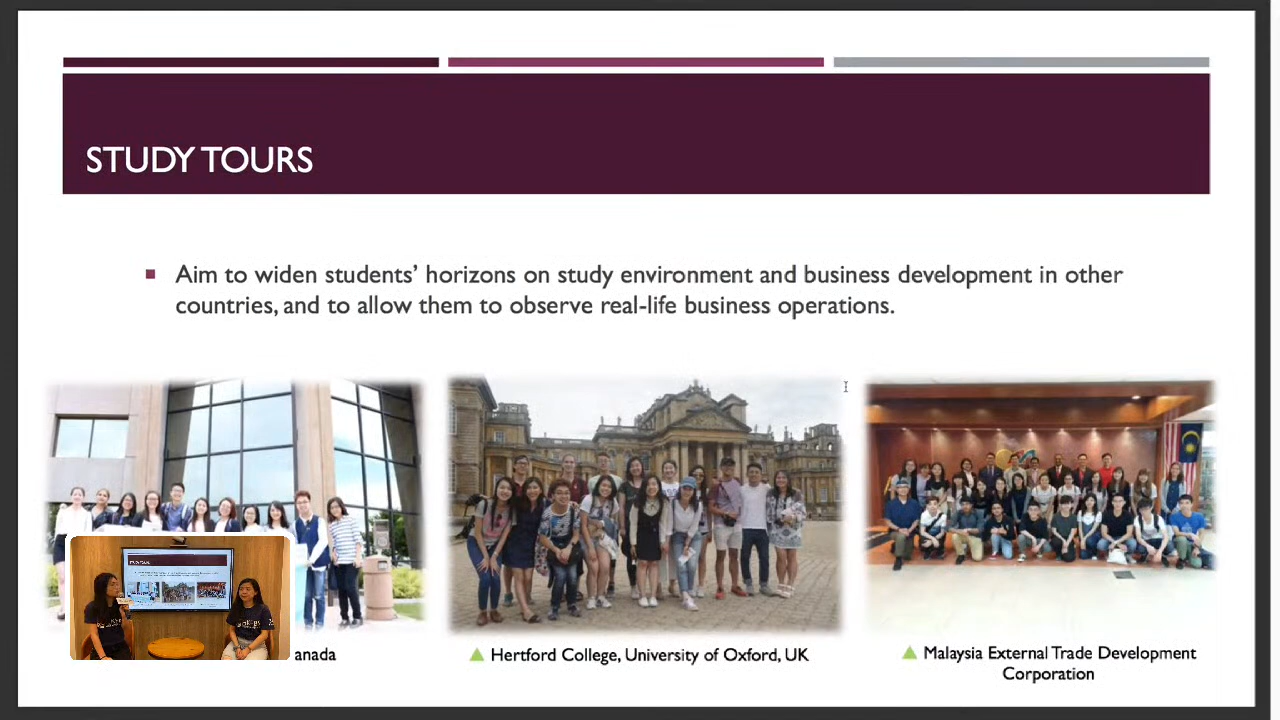 STUDY TOURS
Aim to widen students' horizons on study environment and business development in other
countries, and to allow them to observe real-life business operations.
anada
▲ Hertford College, University of Oxford, UK
▲ Malaysia External Trade Development
Corporation